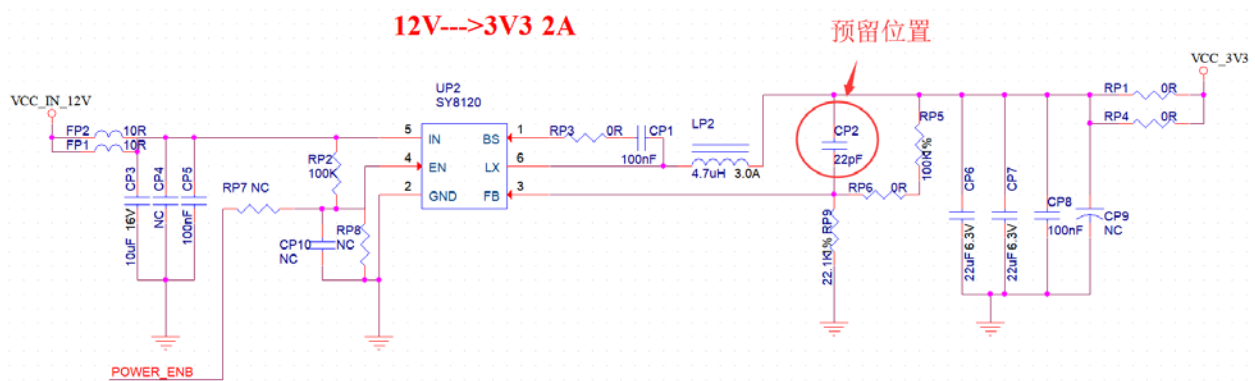 12V--->3V3 2A
预留位置
VCC_3V3
VCC_IN_12V
UP2
SY8120
RP1 0R
RP4 0R
FP2 10R
FP1 10R
5 IN
BS 1
4 EN
LX 6
2 GND
FB 3
RP3 0R
CP1
100nF
LP2
4.7uH 3.0A
CP2
22pF
RP5
100K1%
RP6 0R
RP9
22.1K1%
RP2
100K
RP7 NC
RP8
NC
CP10
NC
CP3
10uF 16V
CP4
NC
CP5
100nF
CP6
22uF 6.3V
CP7
22uF 6.3V
CP8
100nF
CP9
NC
POWER_ENB